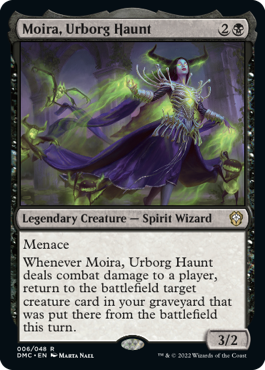 Moira, Urborg Haunt 2
Legendary Creature — Spirit Wizard
Menace
Whenever Moira, Urborg Haunt
deals combat damage to a player,
return to the battlefield target
creature card in your graveyard that
was put there from the battlefield
this turn.
3/2
006/048 R
DMC • EN Marta Nael
™ & © 2022 Wizards of the Coast